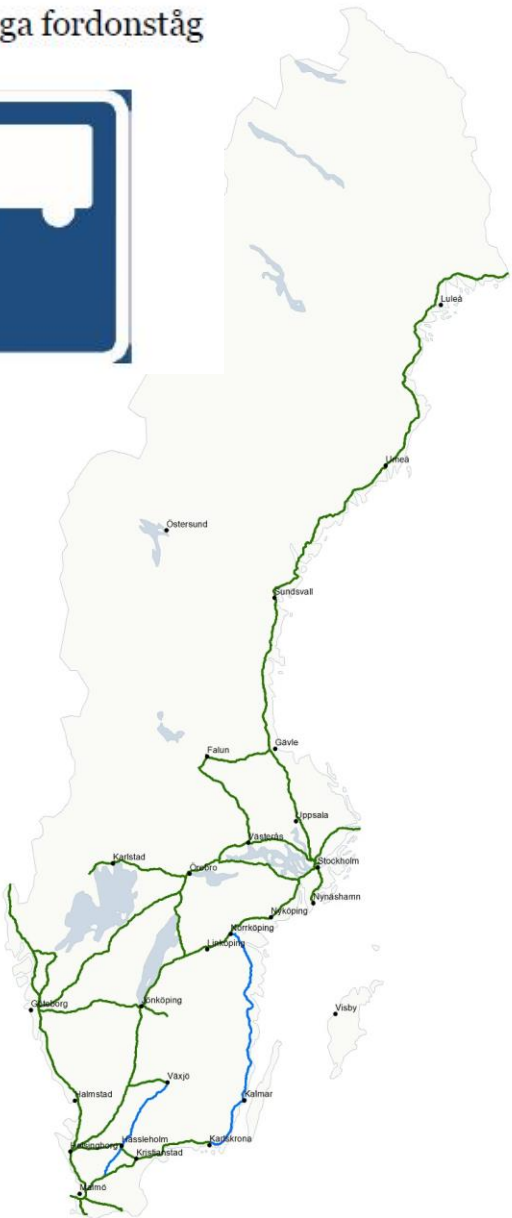 ga fordonståg
Luleå
Umeå
Östersund
Sundsvall
Gävle
Falun
Uppsala
Västerås
Karlstad
Örebro
Stockholm
Nynäshamn
Nyköping
Norrköping
Linköping
Göteborg
Jönköping
Visby
Växjö
Halmstad
Kalmar
Hässleholm
Helsingborg
Karlskrona
Kristianstad
Malmö